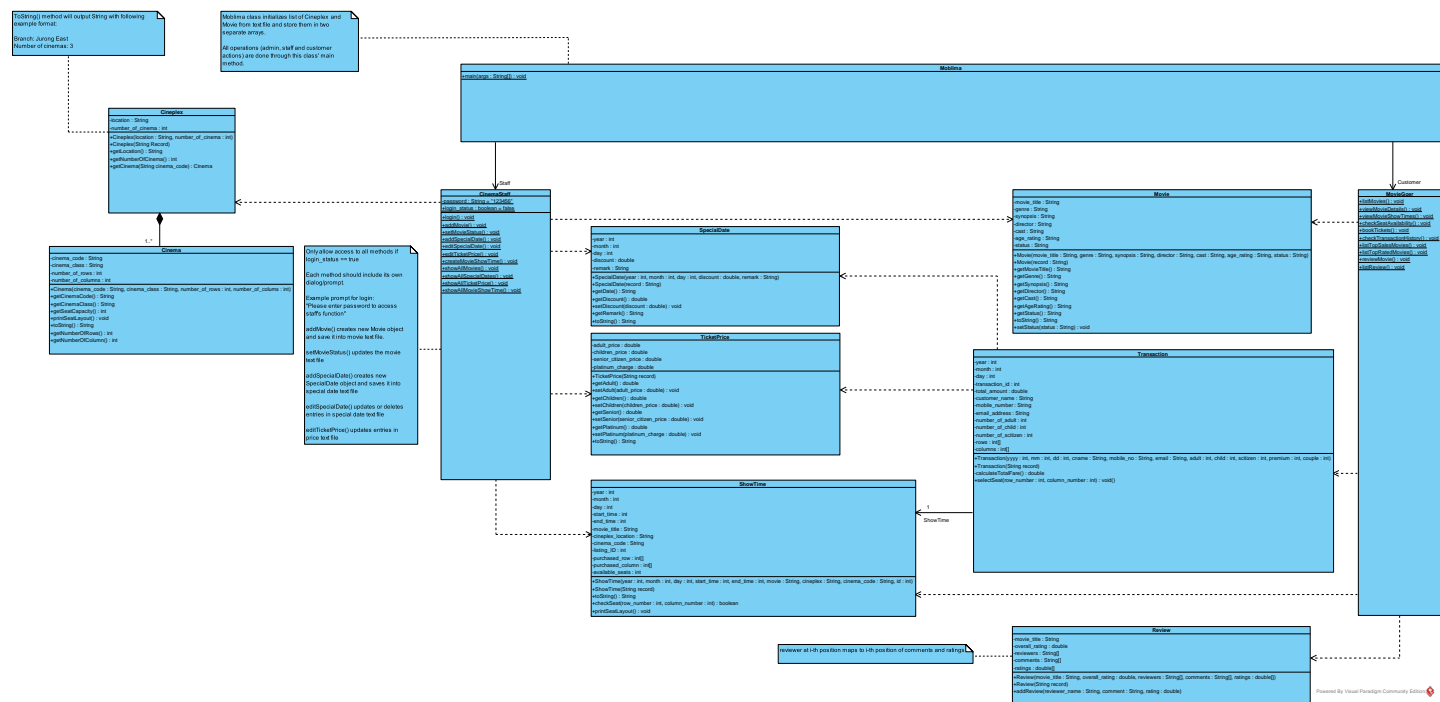 ToString() method will output String with following
example format:
Branch: Jurong East
Number of cinemas: 3
Moblima class initializes list of Cineplex and
Movie from text file and store them in two
separate arrays.
All operations (admin, staff and customer
actions) are done through this class' main
method.
Moblima
+main(args : String[]) : void
Cineplex
-location : String
-number_of_cinema : int
+Cineplex(location : String, number_of_cinema : int)
+Cineplex(String Record)
+getLocation() : String
+getNumberOfCinema() : int
+getCinema(String cinema_code) : Cinema
1..*
Cinema
-cinema_code : String
-cinema_class : String
-number_of_rows : int
-number_of_columns : int
+Cinema(cinema_code : String, cinema_class : String, number_of_rows : int, number_of_colums : int)
+getCinemaCode() : String
+getCinemaClass() : String
+getSeatCapacity() : int
+printSeatLayout() : void
+toString() : String
+getNumberOfRows() : int
+getNumberOfColumn() : int
Only allow access to all methods if
login_status == true
Each method should include its own
dialog/prompt.
Example prompt for login:
"Please enter password to access
staff's function"
addMovie() creates new Movie object
and save it into movie text file.
setMovieStatus() updates the movie
text file
addSpecialDate() creates new
SpecialDate object and saves it into
special date text file
editSpecialDate() updates or deletes
entries in special date text file
editTicketPrice() updates entries in
price text file
Staff
CinemaStaff
-password : String = "123456"
+login_status : boolean = false
+login() : void
+addMovie() : void
+setMovieStatus() : void
+addSpecialDate() : void
+editSpecialDate() : void
+editTicketPrice() : void
+createMovieShowTime() : void
+showAllMovies() : void
+showAllSpecialDates() : void
+showAllTicketPrice() : void
+showAllMovieShowTime() : void
SpecialDate
-year : int
-month : int
-day : int
-discount : double
-remark : String
+SpecialDate(year : int, month : int, day : int, discount : double, remark : String)
+SpecialDate(record : String)
+getDate() : String
+getDiscount() : double
+setDiscount(discount : double) : void
+getRemark() : String
+toString() : String
TicketPrice
-adult_price : double
-children_price : double
-senior_citizen_price : double
-platinum_charge : double
+TicketPrice(String record)
+getAdult() : double
+setAdult(adult_price : double) : void
+getChildren() : double
+setChildren(children_price : double) : void
+getSenior() : double
+setSenior(senior_citizen_price : double) : void
+getPlatinum() : double
+setPlatinum(platinum_charge : double) : void
+toString() : String
ShowTime
-year : int
-month : int
-day : int
-start_time : int
-end_time : int
-movie_title : String
-cineplex_location : String
-cinema_code : String
-listing_ID : int
-purchased_row : int[]
-purchased_column : int[]
-available_seats : int
+ShowTime(year : int, month : int, day : int, start_time : int, end_time : int, movie : String, cineplex : String, cinema_code : String, id : int)
+ShowTime(String record)
+toString() : String
+checkSeat(row_number : int, column_number : int) : boolean
+printSeatLayout() : void
Movie
-movie_title : String
-genre : String
-synopsis : String
-director : String
-cast : String
-age_rating : String
-status : String
+Movie(movie_title : String, genre : String, synopsis : String, director : String, cast : String, age_rating : String, status : String)
+Movie(record : String)
+getMovieTitle() : String
+getGenre() : String
+getSynopsis() : String
+getDirector() : String
+getCast() : String
+getAgeRating() : String
+getStatus() : String
+toString() : String
+setStatus(status : String) : void
Transaction
-year : int
-month : int
-day : int
-transaction_id : int
-total_amount : double
-customer_name : String
-mobile_number : String
-email_address : String
-number_of_adult : int
-number_of_child : int
-number_of_scitizen : int
-rows : int[]
-columns : int[]
+Transaction(yyyy : int, mm : int, dd : int, cname : String, mobile_no : String, email : String, adult : int, child : int, scitizen : int, premium : int, couple : int)
+Transaction(String record)
-calculateTotalFare() : double
+selectSeat(row_number : int, column_number : int) : void()
1
ShowTime
Customer
MovieGoer
+listMovies() : void
+viewMovieDetails() : void
+viewMovieShowTimes() : void
+checkSeatAvailability() : void
+bookTickets() : void
+checkTransactionHistory() : void
+listTopSalesMovies() : void
+listTopRatedMovies() : void
+reviewMovie() : void
+listReview() : void
reviewer at i-th position maps to i-th position of comments and ratings
Review
-movie_title : String
-overall_rating : double
-reviewers : String[]
-comments : String[]
-ratings : double[]
+Review(movie_title : String, overall_rating : double, reviewers : String[], comments : String[], ratings : double[])
+Review(String record)
+addReview(reviewer_name : String, comment : String, rating : double)
Powered By Visual Paradigm Community Edition